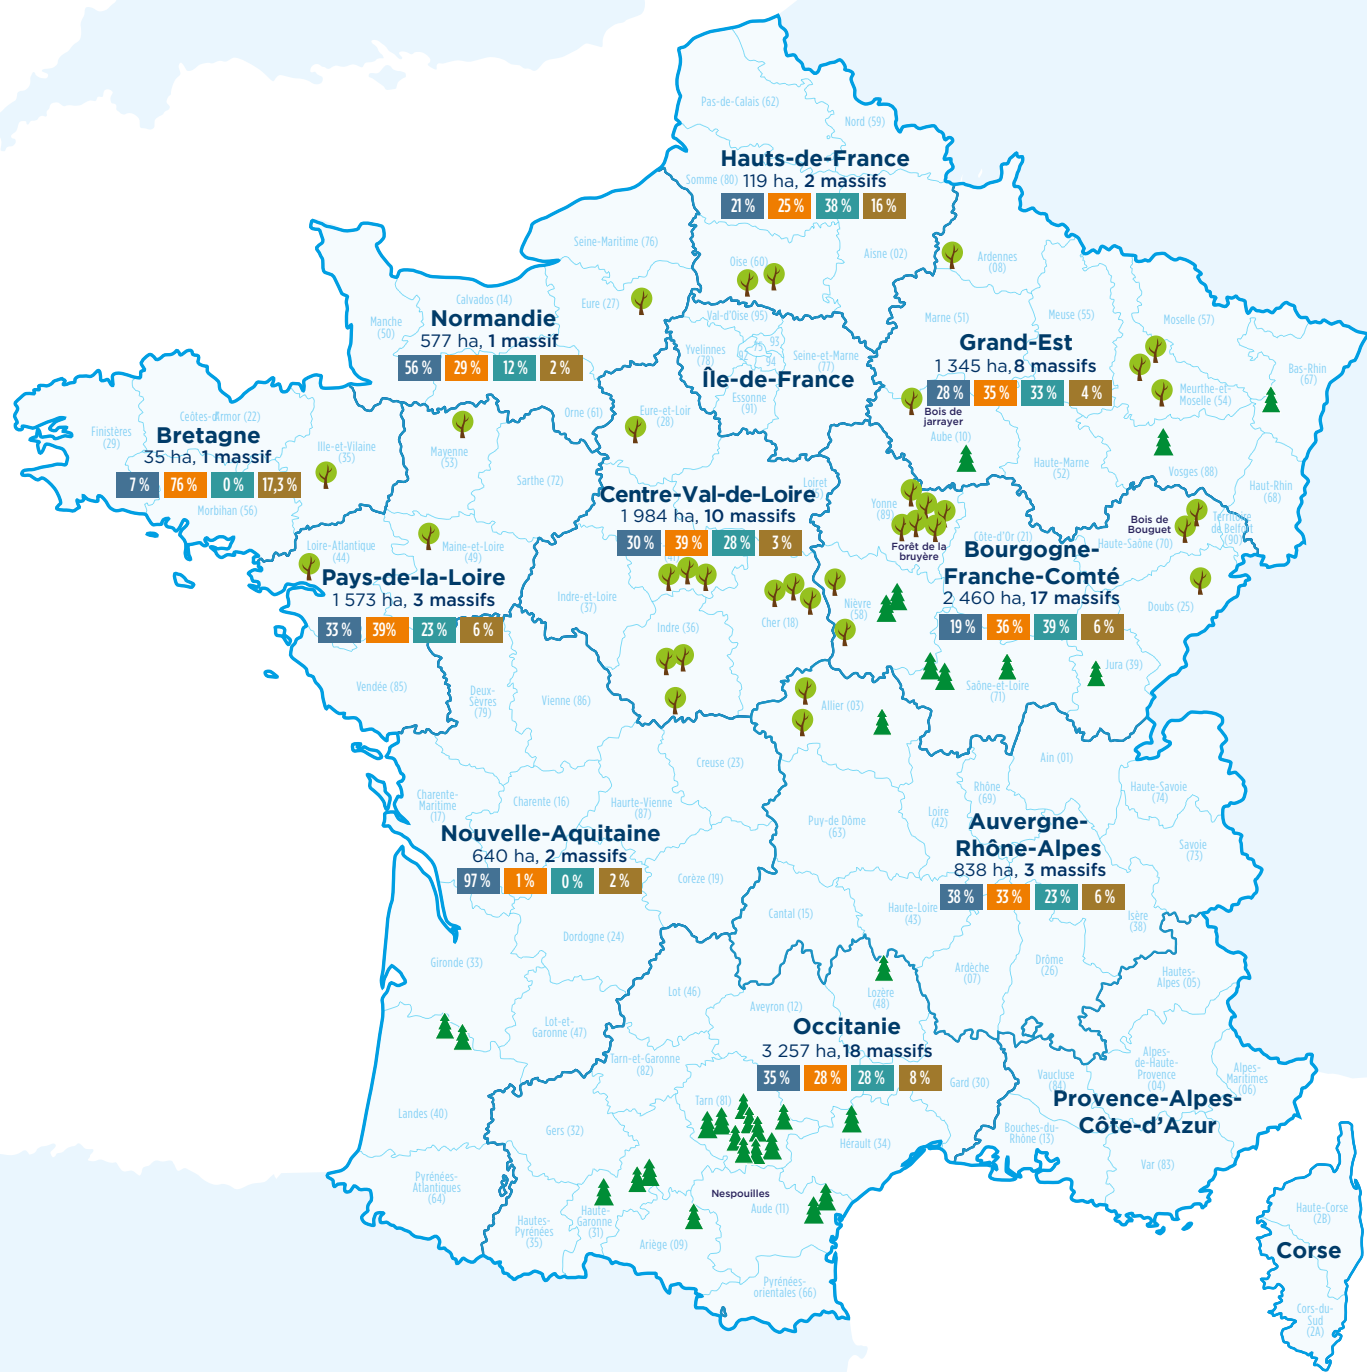 Pas-de-Calais (62)
Nord (59)
Hauts-de-France
Somme (80)
119 ha, 2 massifs
21 % 25 % 38 % 16 %
Seine-Maritime (76)
Oise (60)
Aisne (02)
Ardennes
(08)
Calvados (14)
Eure (27)
Manche
(50)
Normandie
577 ha, 1 massif
56 % 29 % 12 % 2 %
Orne (61)
Val-d'Oise (95)
Yvelinnes
(78)
93
94
Seine-et-Marne
(77)
Île-de-France
Essonne
(91)
Marne (51)
Meuse (55)
Moselle (57)
Grand-Est
1 345 ha, 8 massifs
28 % 35 % 33 % 4 %
Bois de
jarrayer
Aube (10)
Meurthe-et-
Moselle (54)
Bas-Rhin
(67)
Haute-Marne
(52)
Vosges (88)
Haut-Rhin
(68)
Ceôtes-d'Armor (22)
Finistères
(29)
Bretagne
35 ha, 1 massif
7 % 76 % 0 % 17,3 %
Ille-et-Vilaine
(35)
Morbihan (56)
Mayenne
(53)
Sarthe (72)
Eure-et-Loir
(28)
Loiret
Centre-Val-de-Loire
1 984 ha, 10 massifs
30 % 39 % 28 % 3 %
Indre-et-Loire
(37)
Indre (36)
Cher (18)
Loire-Atlantique
(44)
Maine-et-Loire
(49)
Pays-de-la-Loire
1 573 ha, 3 massifs
33 % 39% 23 % 6 %
Vendée (85)
Yonne
(89)
Forêt de la
bruyère
Côte-d'Or (21)
Bois de
Bouguet
Haute-Saône (70)
Territoire
de Belfort
(90)
Bourgogne-
Franche-Comté
2 460 ha, 17 massifs
19 % 36 % 39 % 6 %
Nièvre
(58)
Doubs (25)
Saône-et-Loire
(71)
Jura (39)
Deux-
Sèvres
(79)
Vienne (86)
Creuse (23)
Charente-
Maritime
(17)
Charente (16)
Haurte-Vienne
(87)
Nouvelle-Aquitaine
640 ha, 2 massifs
97 % 1 % 0 % 2 %
Corèze (19)
Dordogne (24)
Gironde (33)
Lot-et-
Garonne (47)
Landes (40)
Pyrénées-
Atlantiques
(64)
Allier (03)
Puy-de Dôme
(63)
Loire
(42)
Rhône
(69)
Ain (01)
Haute-Savoie
(74)
Savoie
(73)
Auvergne-
Rhône-Alpes
838 ha, 3 massifs
38 % 33 % 23 % 6 %
Cantal (15)
Haute-Loire
(43)
Isère
(38)
Ardèche
(07)
Drôme
(26)
Lot (46)
Aveyron (12)
Lozère
(48)
Occitanie
3 257 ha, 18 massifs
35 % 28 % 28 % 8 %
Tarn-et-Garonne
(82)
Tarn (81)
Gard (30)
Gers (32)
Hérault (34)
Nespouilles
Aude (11)
Hautes-
Pyrénées
(35)
Haute-
Garonne
(31)
Ariège (09)
Pyrénées-
orientales (66)
Hautes-
Alpes (05)
Alpes-
de-Haute-
Provence
(04)
Alpes-
Maritimes
(06)
Vaucluse
(84)
Provence-Alpes-
Côte-d'Azur
Bouches-du-
Rhône (13)
Var (83)
Haute-Corse
(2B)
Corse
Cors-du-
Sud
(2A)